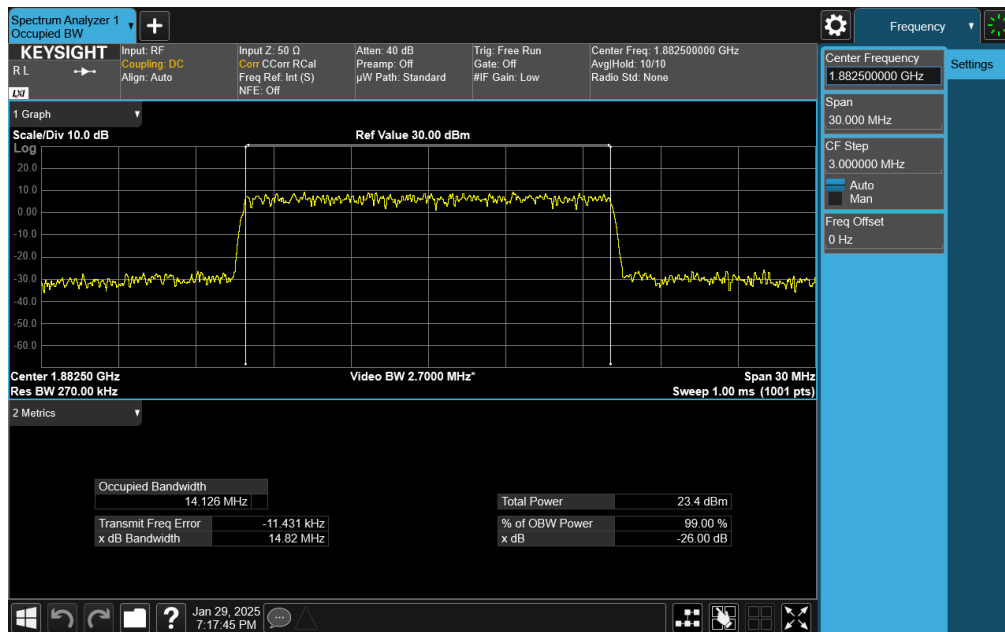 Spectrum Analyzer 1
Occupied BW
Frequency
KEYSIGHT
R L
LXI
Input: RF
Coupling: DC
Align: Auto
Input Z: 50 Ω
Corr CCorr RCal
Freq Ref: Int (S)
NFE: Off
Atten: 40 dB
Preamp: Off
µW Path: Standard
Trig: Free Run
Gate: Off
#IF Gain: Low
Center Freq: 1.882500000 GHz
Avg|Hold: 10/10
Radio Std: None
Center Frequency
1.882500000 GHz
Settings
Span
30.000 MHz
CF Step
3.000000 MHz
Auto
Man
Freq Offset
0 Hz
1 Graph
Scale/Div 10.0 dB
Ref Value 30.00 dBm
Log
20.0
10.0
0.00
-10.0
-20.0
-30.0
-40.0
-50.0
-60.0
Center 1.88250 GHz
Video BW 2.7000 MHz*
Span 30 MHz
Res BW 270.00 kHz
Sweep 1.00 ms (1001 pts)
2 Metrics
Occupied Bandwidth
14.126 MHz
Transmit Freq Error -11.431 kHz
x dB Bandwidth 14.82 MHz
Total Power 23.4 dBm
% of OBW Power 99.00 %
x dB -26.00 dB
Jan 29, 2025
7:17:45 PM